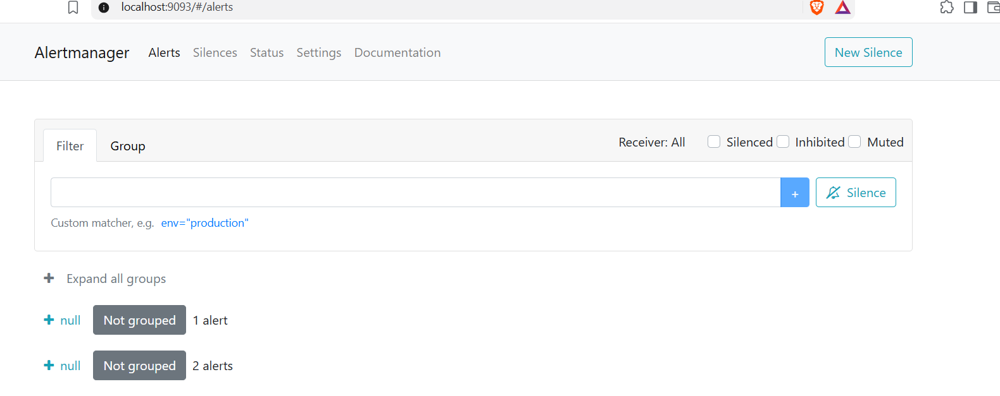 localhost:9093/#/alerts
Alertmanager Alerts Silences Status Settings Documentation New Silence
Filter Group Receiver: All Silenced Inhibited Muted
+ Silence
Custom matcher, e.g. env="production"
+ Expand all groups
+ null Not grouped 1 alert
+ null Not grouped 2 alerts